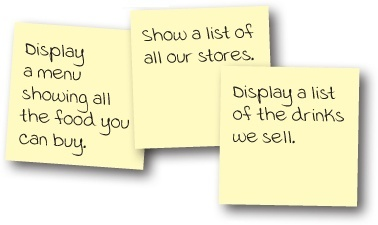 Display
a menu
showing all
the food you
can buy.
Show a list of
all our stores.
Display a list
of the drinks
we sell.